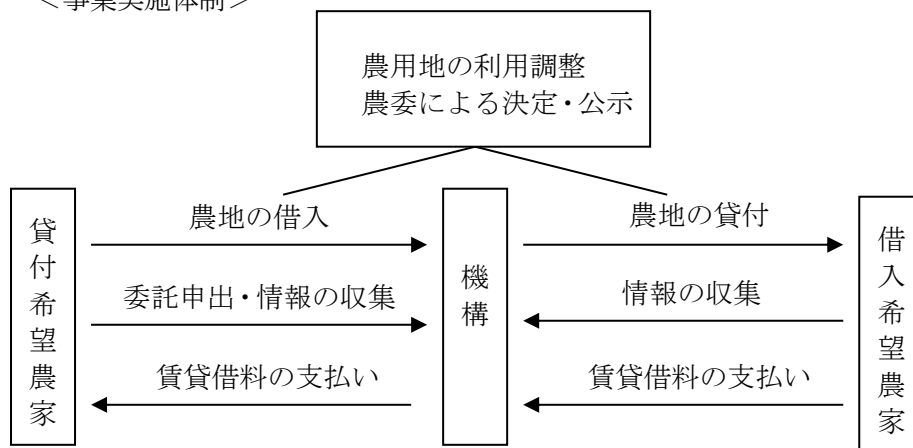 ＜事業実施体制＞
農用地の利用調整
農委による決定・公示
貸付希望農家
農地の借入
委託申出・情報の収集
賃貸借料の支払い
機構
農地の貸付
情報の収集
賃貸借料の支払い
借入希望農家